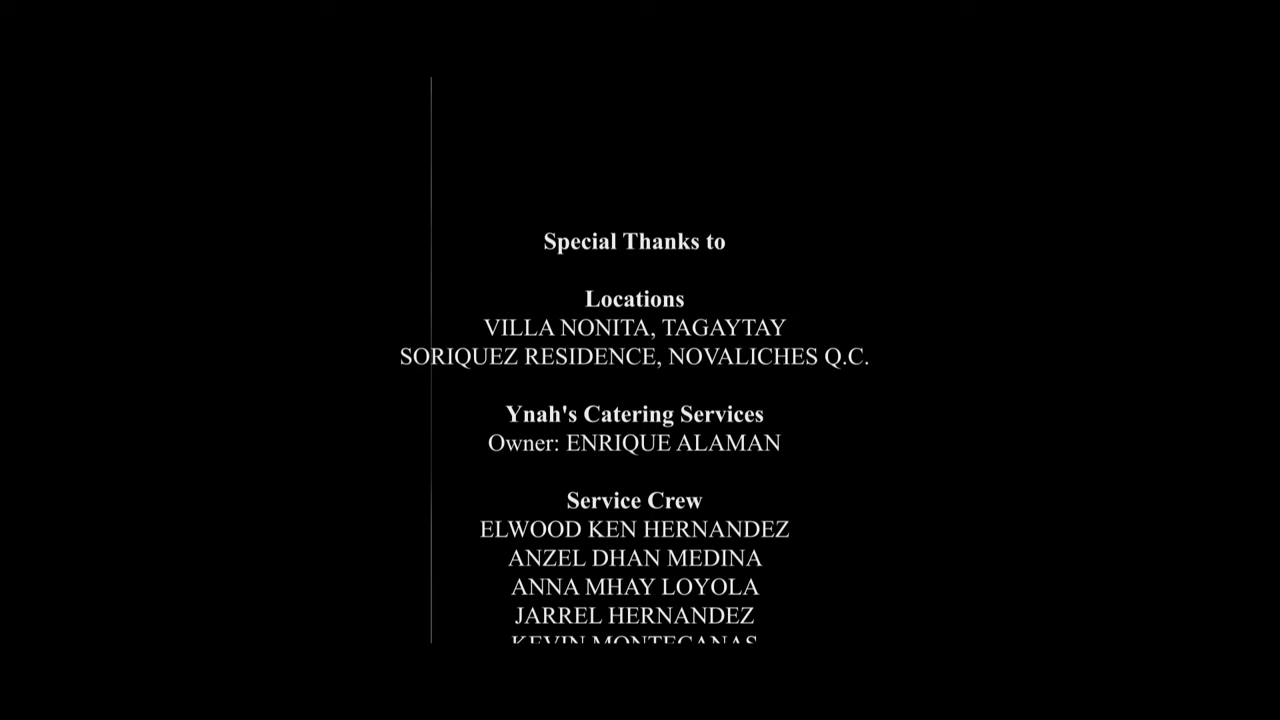 Special Thanks to
Locations
VILLA NONITA, TAGAYTAY
SORIQUEZ RESIDENCE, NOVALICHES Q.C.
Ynah's Catering Services
Owner: ENRIQUE ALAMAN
Service Crew
ELWOOD KEN HERNANDEZ
ANZEL DHAN MEDINA
ANNA MHAY LOYOLA
JARREL HERNANDEZ
KEVIN